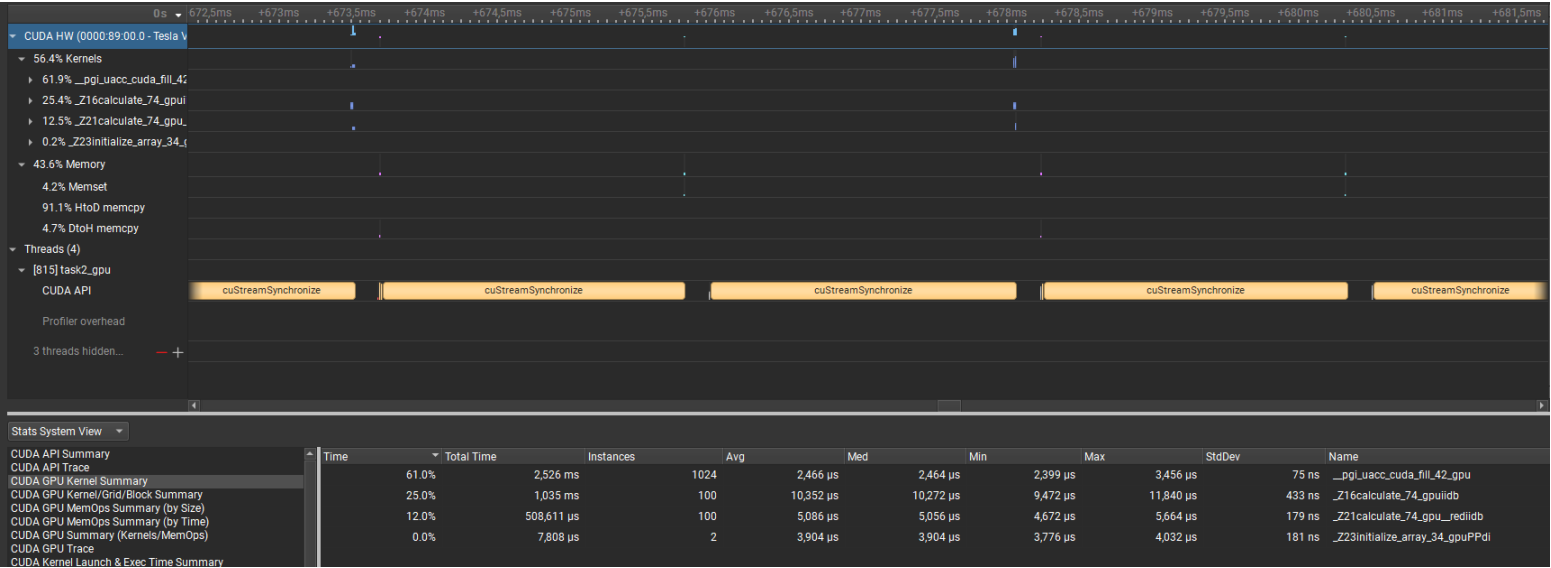 0s +672,5ms +673ms +673,5ms +674ms +674,5ms +675ms +675,5ms +676ms +676,5ms +677ms +677,5ms +678ms +678,5ms +679ms +679,5ms +680ms +680,5ms +681ms +681,5ms
CUDA HW (0000:89:00.0 - Tesla V
56.4% Kernels
61.9% __pgi_uacc_cuda_fill_42
25.4% _Z16calculate_74_gpui
12.5% _Z21calculate_74_gpu_
0.2% _Z23initialize_array_34_g
43.6% Memory
4.2% Memset
91.1% HtoD memcpy
4.7% DtoH memcpy
Threads (4)
[815] task2_gpu
CUDA API cuStreamSynchronize cuStreamSynchronize cuStreamSynchronize cuStreamSynchronize cuStreamSynchronize
Profiler overhead
3 threads hidden...
Stats System View
CUDA API Summary
CUDA API Trace
CUDA GPU Kernel Summary
CUDA GPU Kernel/Grid/Block Summary
CUDA GPU MemOps Summary (by Size)
CUDA GPU MemOps Summary (by Time)
CUDA GPU Summary (Kernels/MemOps)
CUDA GPU Trace
CUDA Kernel Launch & Exec Time Summary
Time Total Time Instances Avg Med Min Max StdDev Name
61.0% 2,526 ms 1024 2,466 μs 2,464 μs 2,399 μs 3,456 μs 75 ns __pgi_uacc_cuda_fill_42_gpu
25.0% 1,035 ms 100 10,352 μs 10,272 μs 9,472 μs 11,840 μs 433 ns _Z16calculate_74_gpuiidb
12.0% 508,611 μs 100 5,086 μs 5,056 μs 4,672 μs 5,664 μs 179 ns _Z21calculate_74_gpu__rediidb
0.0% 7,808 μs 2 3,904 μs 3,904 μs 3,776 μs 4,032 μs 181 ns _Z23initialize_array_34_gpuPPdi